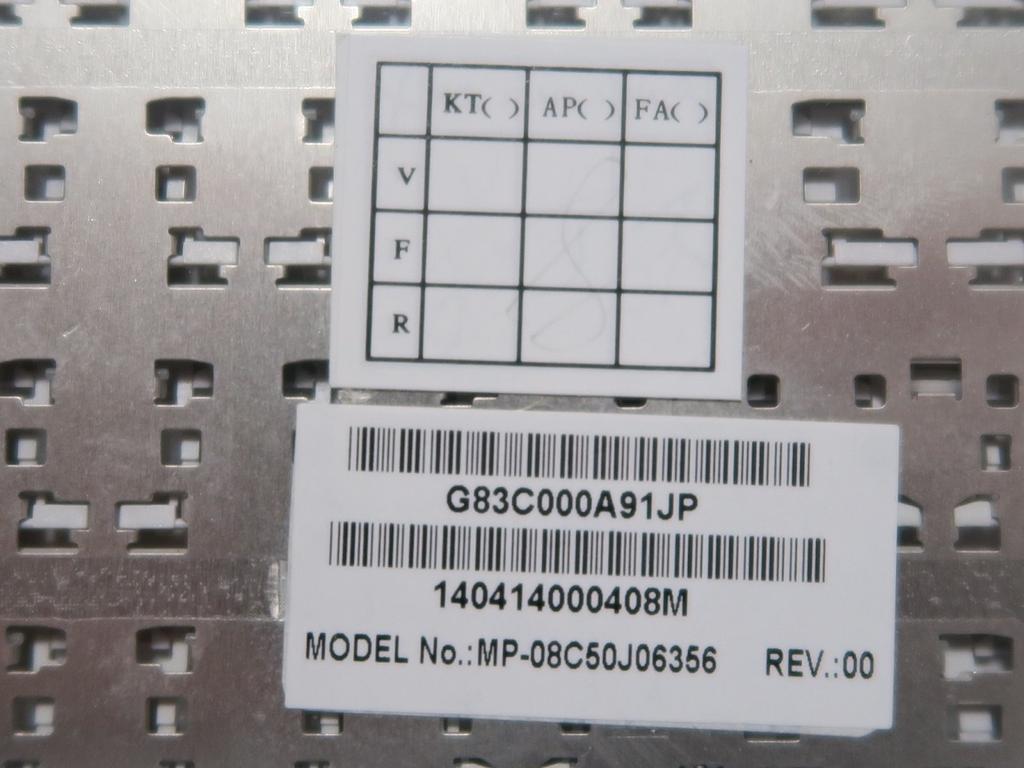 KT( ) AP( ) FA( )
V
F
R
G83C000A91JP
140414000408M
MODEL No.:MP-08C50J06356 REV.:00